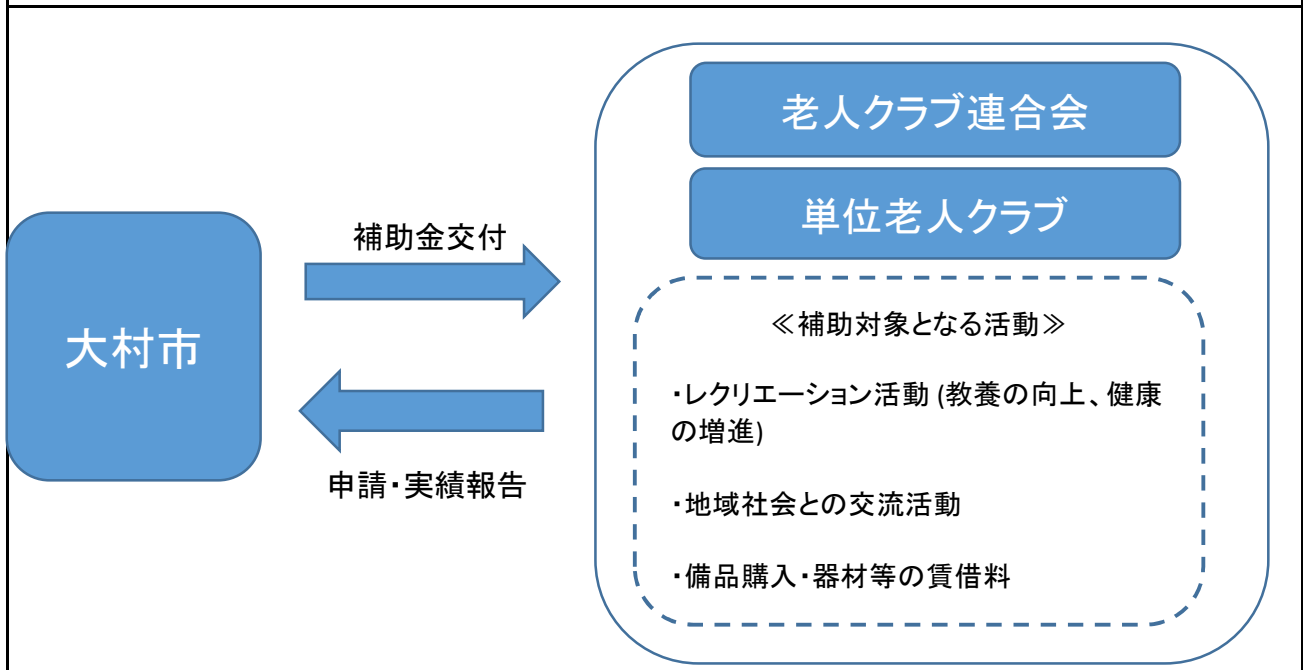 大村市
補助金交付
申請・実績報告
老人クラブ連合会
単位老人クラブ
≪補助対象となる活動≫
・レクリエーション活動 (教養の向上、健康
の増進)
・地域社会との交流活動
・備品購入・器材等の賃借料